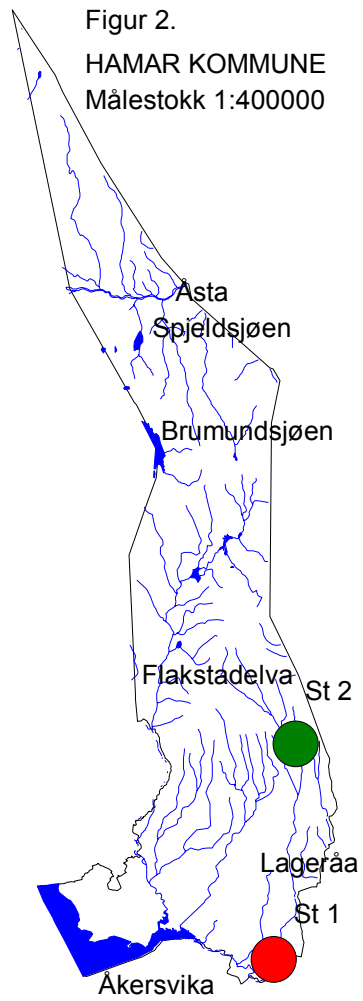 Figur 2.
HAMAR KOMMUNE
Målestokk 1:400000
Åsta
Spjeldsjøen
Brumundsjøen
Flakstadelva
St 2
Lageråa
St 1
Åkersvika